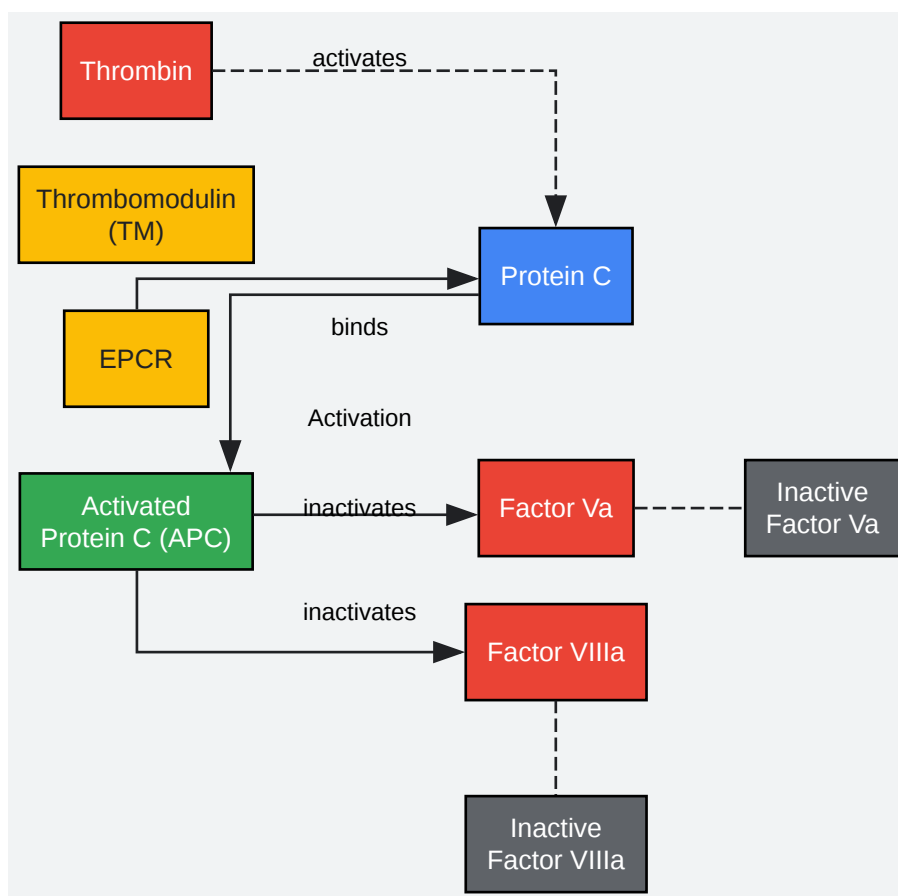 Thrombin
activates
Thrombomodulin
(TM)
Protein C
binds
EPCR
Activation
Activated
Protein C (APC)
inactivates
Factor Va
Inactive
Factor Va
inactivates
Factor VIIIa
Inactive
Factor VIIIa